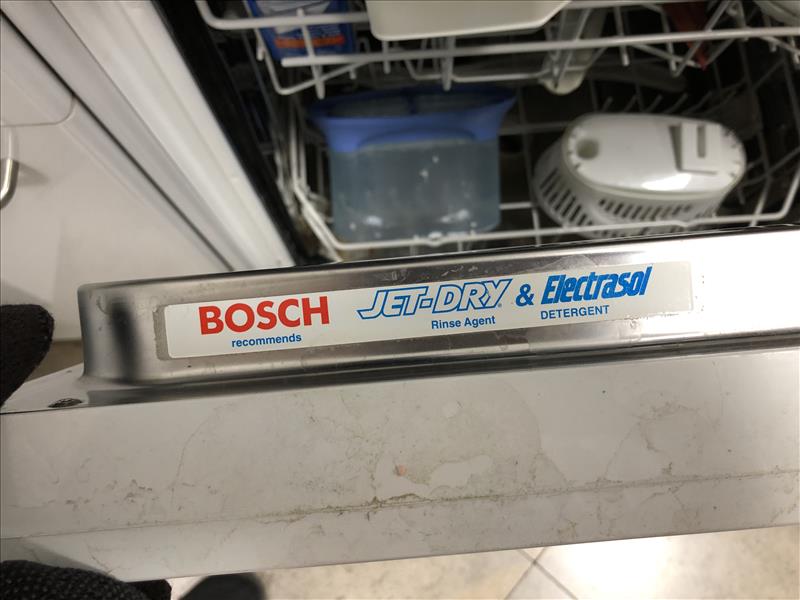 BOSCH JET-DRY® & Electrasol
recommends Rinse Agent DETERGENT